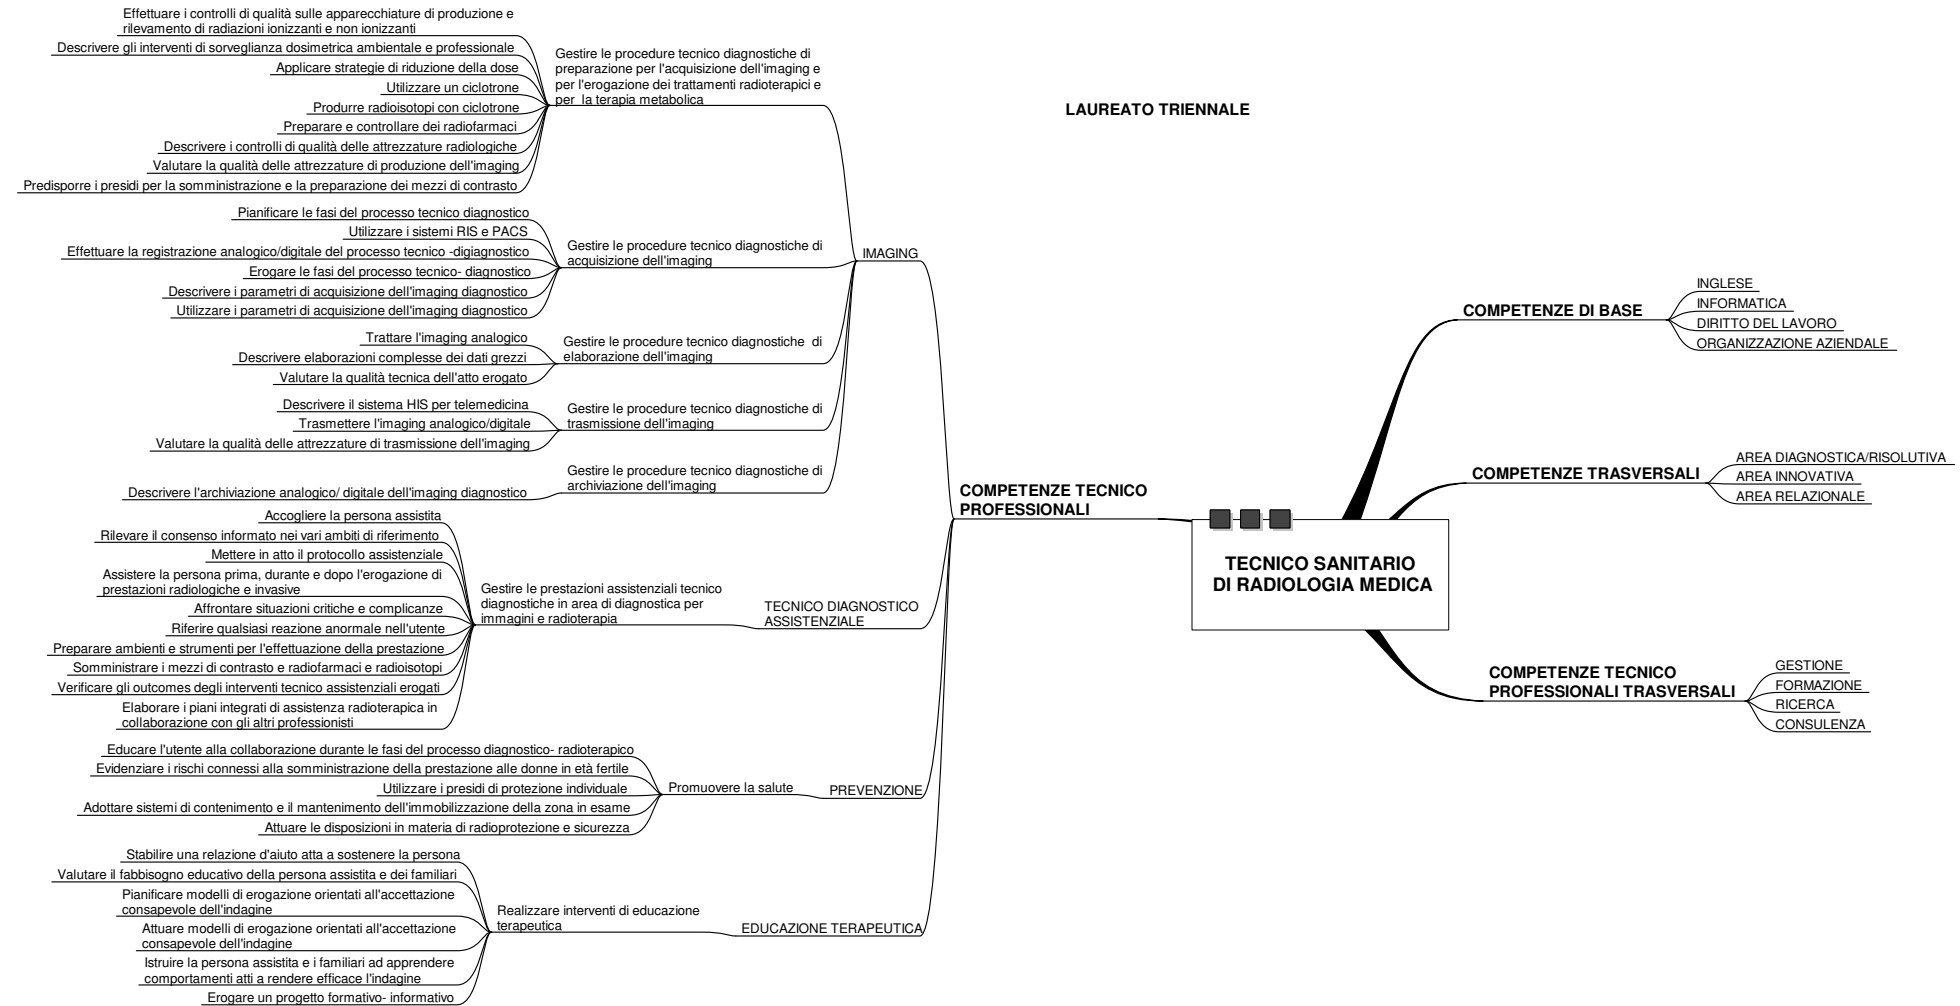 LAUREATO TRIENNALE
TECNICO SANITARIO
DI RADIOLOGIA MEDICA
COMPETENZE DI BASE
INGLESE
INFORMATICA
DIRITTO DEL LAVORO
ORGANIZZAZIONE AZIENDALE
COMPETENZE TRASVERSALI
AREA DIAGNOSTICA/RISOLUTIVA
AREA INNOVATIVA
AREA RELAZIONALE
COMPETENZE TECNICO
PROFESSIONALI TRASVERSALI
GESTIONE
FORMAZIONE
RICERCA
CONSULENZA
COMPETENZE TECNICO
PROFESSIONALI
IMAGING
Gestire le procedure tecnico diagnostiche di
preparazione per l'acquisizione dell'imaging e
per l'erogazione dei trattamenti radioterapici e
per la terapia metabolica
Effettuare i controlli di qualità sulle apparecchiature di produzione e
rilevamento di radiazioni ionizzanti e non ionizzanti
Descrivere gli interventi di sorveglianza dosimetrica ambientale e professionale
Applicare strategie di riduzione della dose
Utilizzare un ciclotrone
Produrre radioisotopi con ciclotrone
Preparare e controllare dei radiofarmaci
Descrivere i controlli di qualità delle attrezzature radiologiche
Valutare la qualità delle attrezzature di produzione dell'imaging
Predisporre i presidi per la somministrazione e la preparazione dei mezzi di contrasto
Gestire le procedure tecnico diagnostiche di
acquisizione dell'imaging
Pianificare le fasi del processo tecnico diagnostico
Utilizzare i sistemi RIS e PACS
Effettuare la registrazione analogico/digitale del processo tecnico -digiagnostico
Erogare le fasi del processo tecnico- diagnostico
Descrivere i parametri di acquisizione dell'imaging diagnostico
Utilizzare i parametri di acquisizione dell'imaging diagnostico
Gestire le procedure tecnico diagnostiche di
elaborazione dell'imaging
Trattare l'imaging analogico
Descrivere elaborazioni complesse dei dati grezzi
Valutare la qualità tecnica dell'atto erogato
Gestire le procedure tecnico diagnostiche di
trasmissione dell'imaging
Descrivere il sistema HIS per telemedicina
Trasmettere l'imaging analogico/digitale
Valutare la qualità delle attrezzature di trasmissione dell'imaging
Gestire le procedure tecnico diagnostiche di
archiviazione dell'imaging
Descrivere l'archiviazione analogico/ digitale dell'imaging diagnostico
TECNICO DIAGNOSTICO
ASSISTENZIALE
Gestire le prestazioni assistenziali tecnico
diagnostiche in area di diagnostica per
immagini e radioterapia
Accogliere la persona assistita
Rilevare il consenso informato nei vari ambiti di riferimento
Mettere in atto il protocollo assistenziale
Assistere la persona prima, durante e dopo l'erogazione di
prestazioni radiologiche e invasive
Affrontare situazioni critiche e complicanze
Riferire qualsiasi reazione anormale nell'utente
Preparare ambienti e strumenti per l'effettuazione della prestazione
Somministrare i mezzi di contrasto e radiofarmaci e radioisotopi
Verificare gli outcomes degli interventi tecnico assistenziali erogati
Elaborare i piani integrati di assistenza radioterapica in
collaborazione con gli altri professionisti
PREVENZIONE
Promuovere la salute
Educare l'utente alla collaborazione durante le fasi del processo diagnostico- radioterapico
Evidenziare i rischi connessi alla somministrazione della prestazione alle donne in età fertile
Utilizzare i presidi di protezione individuale
Adottare sistemi di contenimento e il mantenimento dell'immobilizzazione della zona in esame
Attuare le disposizioni in materia di radioprotezione e sicurezza
EDUCAZIONE TERAPEUTICA
Realizzare interventi di educazione
terapeutica
Stabilire una relazione d'aiuto atta a sostenere la persona
Valutare il fabbisogno educativo della persona assistita e dei familiari
Pianificare modelli di erogazione orientati all'accettazione
consapevole dell'indagine
Attuare modelli di erogazione orientati all'accettazione
consapevole dell'indagine
Istruire la persona assistita e i familiari ad apprendere
comportamenti atti a rendere efficace l'indagine
Erogare un progetto formativo- informativo